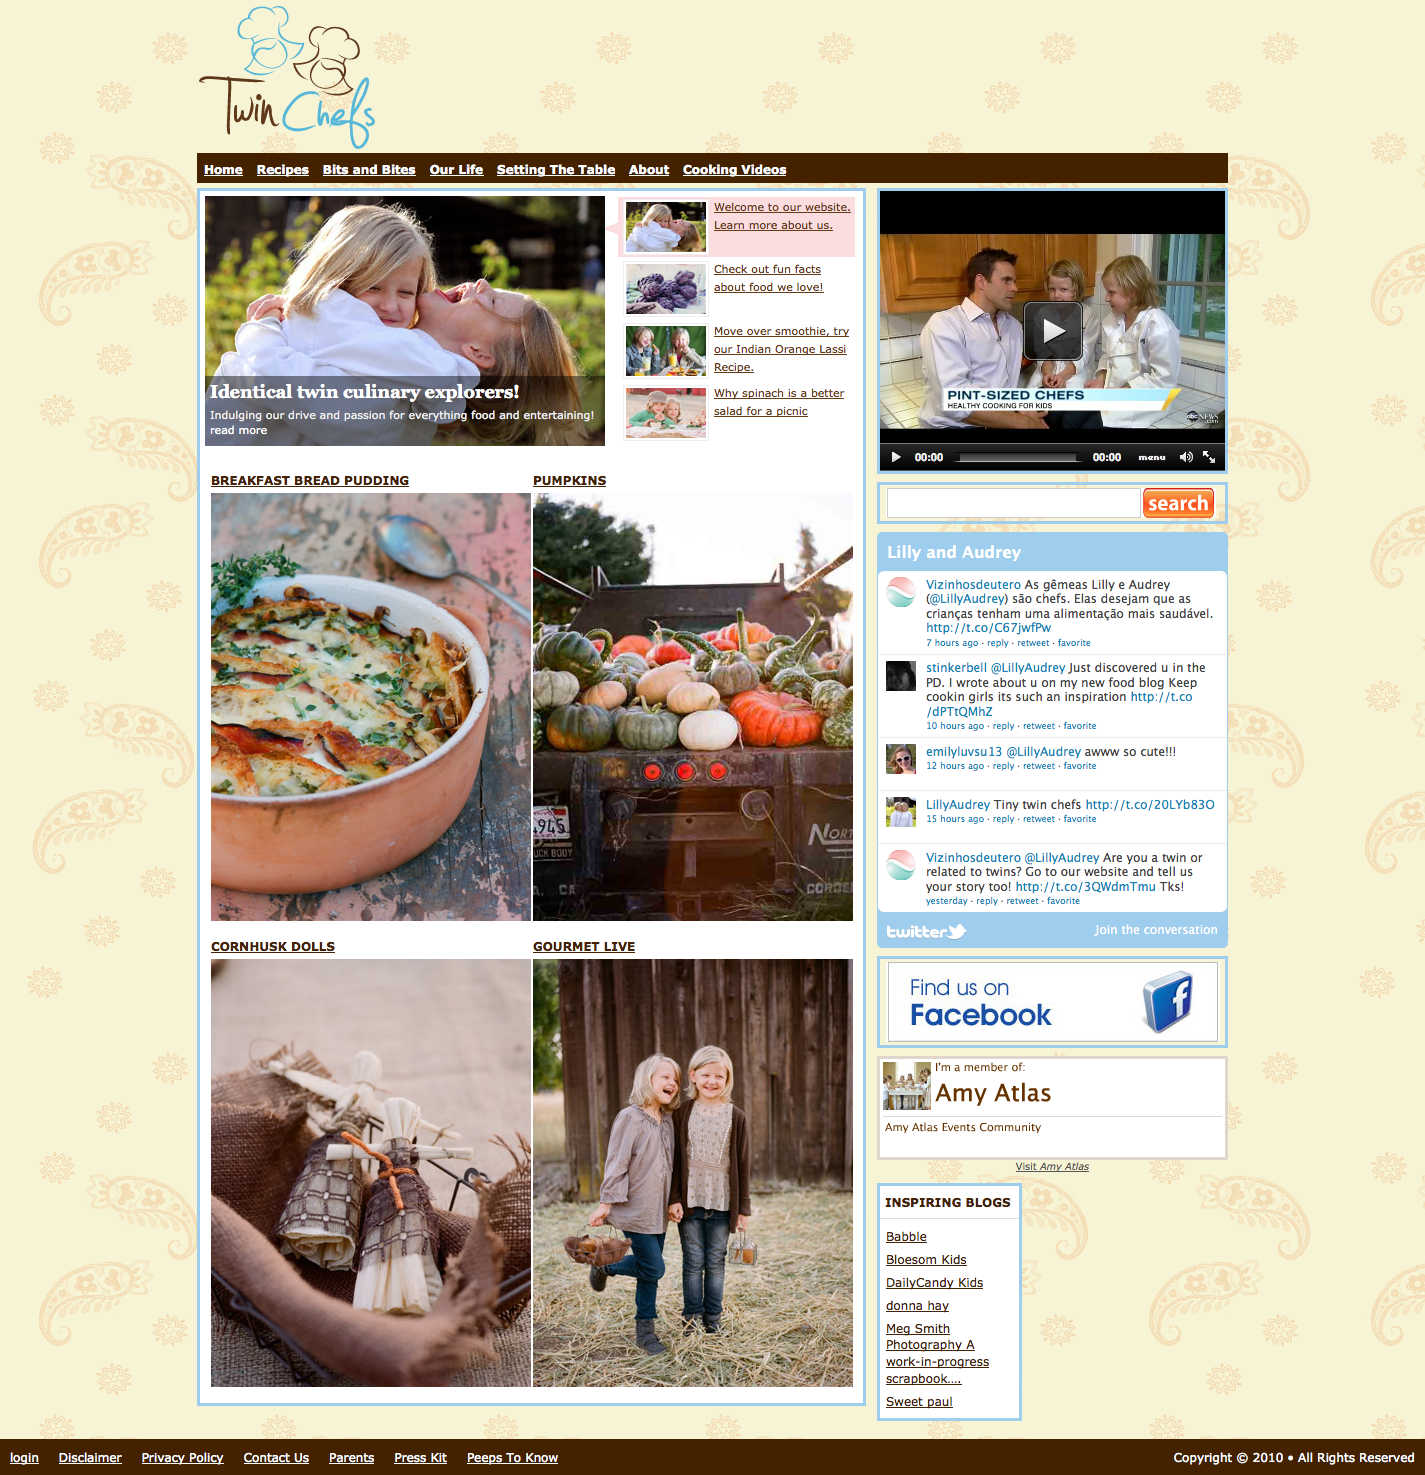 Twin Chefs
Home Recipes Bits and Bites Our Life Setting The Table About Cooking Videos
Identical twin culinary explorers!
Indulging our drive and passion for everything food and entertaining!
read more
Welcome to our website.
Learn more about us.
Check out fun facts
about food we love!
Move over smoothie, try
our Indian Orange Lassi
Recipe.
Why spinach is a better
salad for a picnic
PINT-SIZED CHEFS
HEALTHY COOKING FOR KIDS
abc NEWS
.com
00:00 00:00 menu
search
BREAKFAST BREAD PUDDING
PUMPKINS
4945
UCK BODY
CA
NORT
CORDE
CORNHUSK DOLLS
GOURMET LIVE
Lilly and Audrey
Vizinhosdeutero As gêmeas Lilly e Audrey
(@LillyAudrey) são chefs. Elas desejam que as
crianças tenham uma alimentação mais saudável.
http://t.co/C67jwfPw
7 hours ago · reply · retweet · favorite
stinkerbell @LillyAudrey Just discovered u in the
PD. I wrote about u on my new food blog Keep
cookin girls its such an inspiration http://t.co
/dPTtQMhZ
10 hours ago · reply · retweet · favorite
emilyluvsu13 @LillyAudrey awww so cute!!!
12 hours ago · reply · retweet · favorite
LillyAudrey Tiny twin chefs http://t.co/20LYb83O
15 hours ago · reply · retweet · favorite
Vizinhosdeutero @LillyAudrey Are you a twin or
related to twins? Go to our website and tell us
your story too! http://t.co/3QWdmTmu Tks!
yesterday · reply · retweet · favorite
twitter Join the conversation
Find us on
Facebook
I'm a member of:
Amy Atlas
Amy Atlas Events Community
Visit Amy Atlas
INSPIRING BLOGS
Babble
Bloesom Kids
DailyCandy Kids
donna hay
Meg Smith
Photography A
work-in-progress
scrapbook....
Sweet paul
login Disclaimer Privacy Policy Contact Us Parents Press Kit Peeps To Know Copyright © 2010 • All Rights Reserved